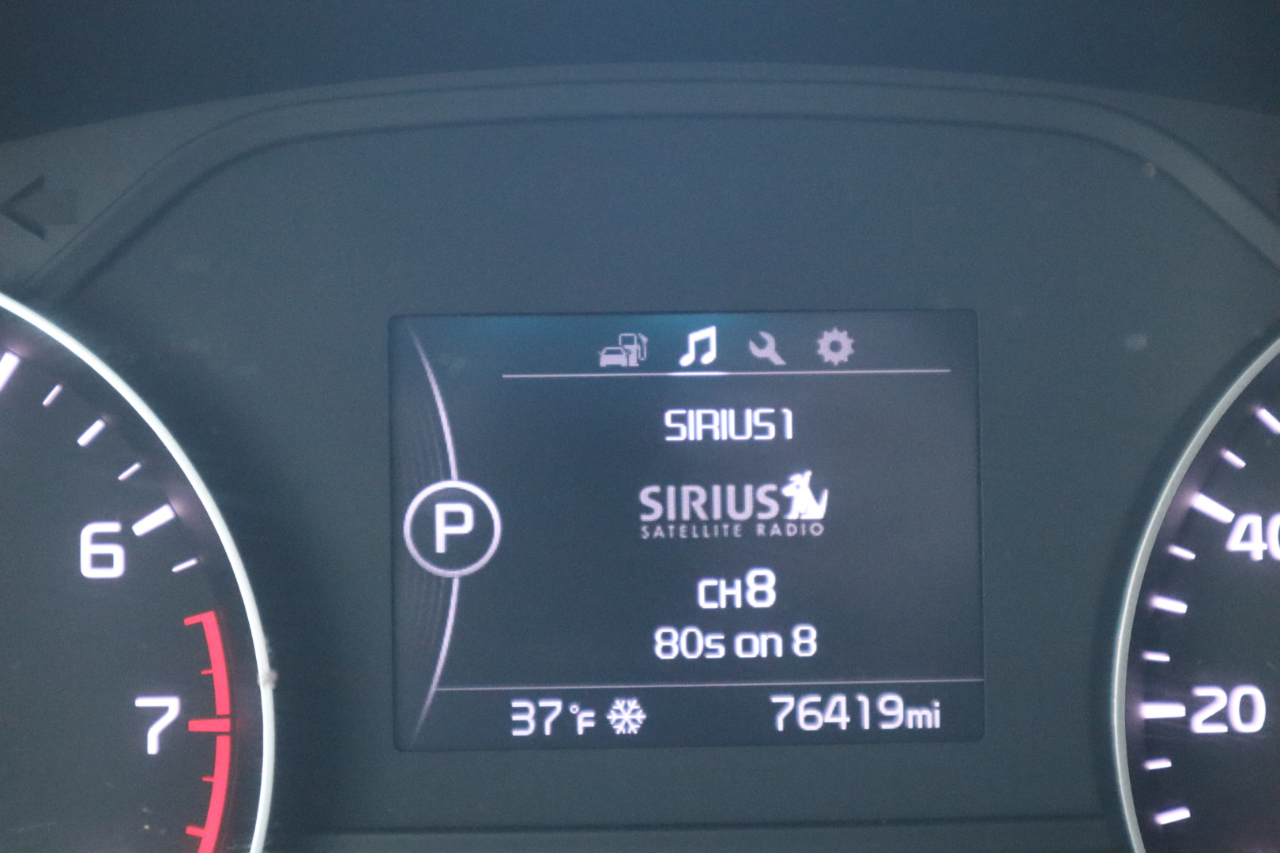 SIRIUS1
SIRIUS
SATELLITE RADIO
P
CH8
80s on 8
37°F 76419mi
6
7
40
20